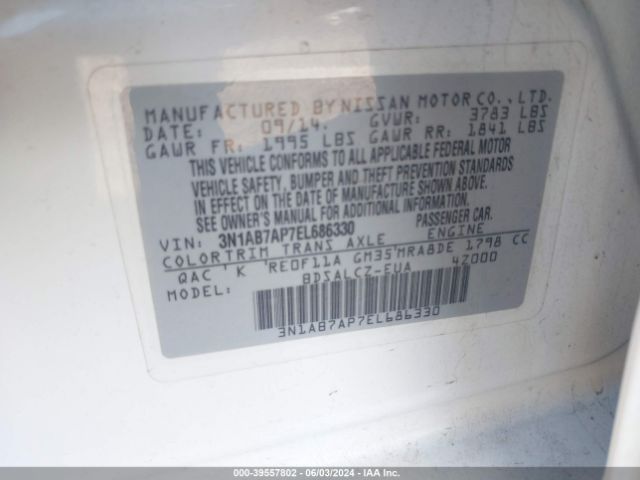 MANUFACTURED BY NISSAN MOTOR CO., LTD.
DATE: 09/14. GVWR: 3783 LBS
GAWR FR: 1995 LBS GAWR RR: 1841 LBS
THIS VEHICLE CONFORMS TO ALL APPLICABLE FEDERAL MOTOR
VEHICLE SAFETY, BUMPER AND THEFT PREVENTION STANDARDS
IN EFFECT ON THE DATE OF MANUFACTURE SHOWN ABOVE.
SEE OWNER'S MANUAL FOR ADDITIONAL INFORMATION.
VIN: 3N1AB7AP7EL686330 PASSENGER CAR.
COLOR TRIM TRANS AXLE ENGINE
QAC K RE0F11A GM35 MRA8DE 1798 CC
MODEL: BDSALCZ-EUA 42000
3N1AB7AP7EL686330
000-39557802 - 06/03/2024 - IAA Inc.